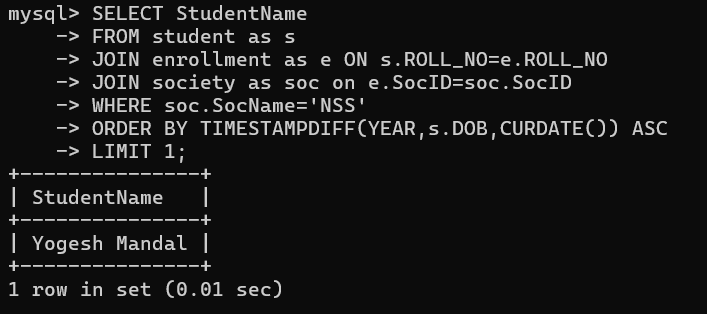 mysql> SELECT StudentName
    -> FROM student as s
    -> JOIN enrollment as e ON s.ROLL_NO=e.ROLL_NO
    -> JOIN society as soc on e.SocID=soc.SocID
    -> WHERE soc.SocName='NSS'
    -> ORDER BY TIMESTAMPDIFF(YEAR,s.DOB,CURDATE()) ASC
    -> LIMIT 1;
+---------------+
| StudentName   |
+---------------+
| Yogesh Mandal |
+---------------+
1 row in set (0.01 sec)